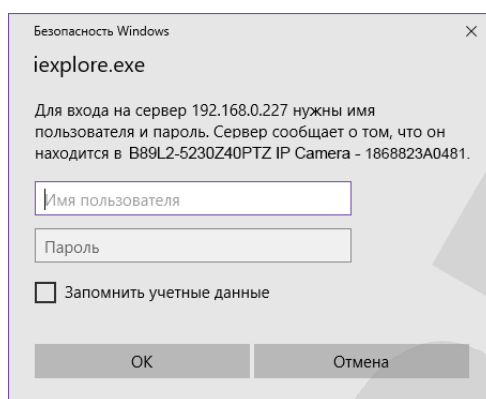 Безопасность Windows
iexplore.exe
Для входа на сервер 192.168.0.227 нужны имя
пользователя и пароль. Сервер сообщает о том, что он
находится в B89L2-5230Z40PTZ IP Camera - 1868823A0481.
Имя пользователя
Пароль
Запомнить учетные данные
ОК
Отмена